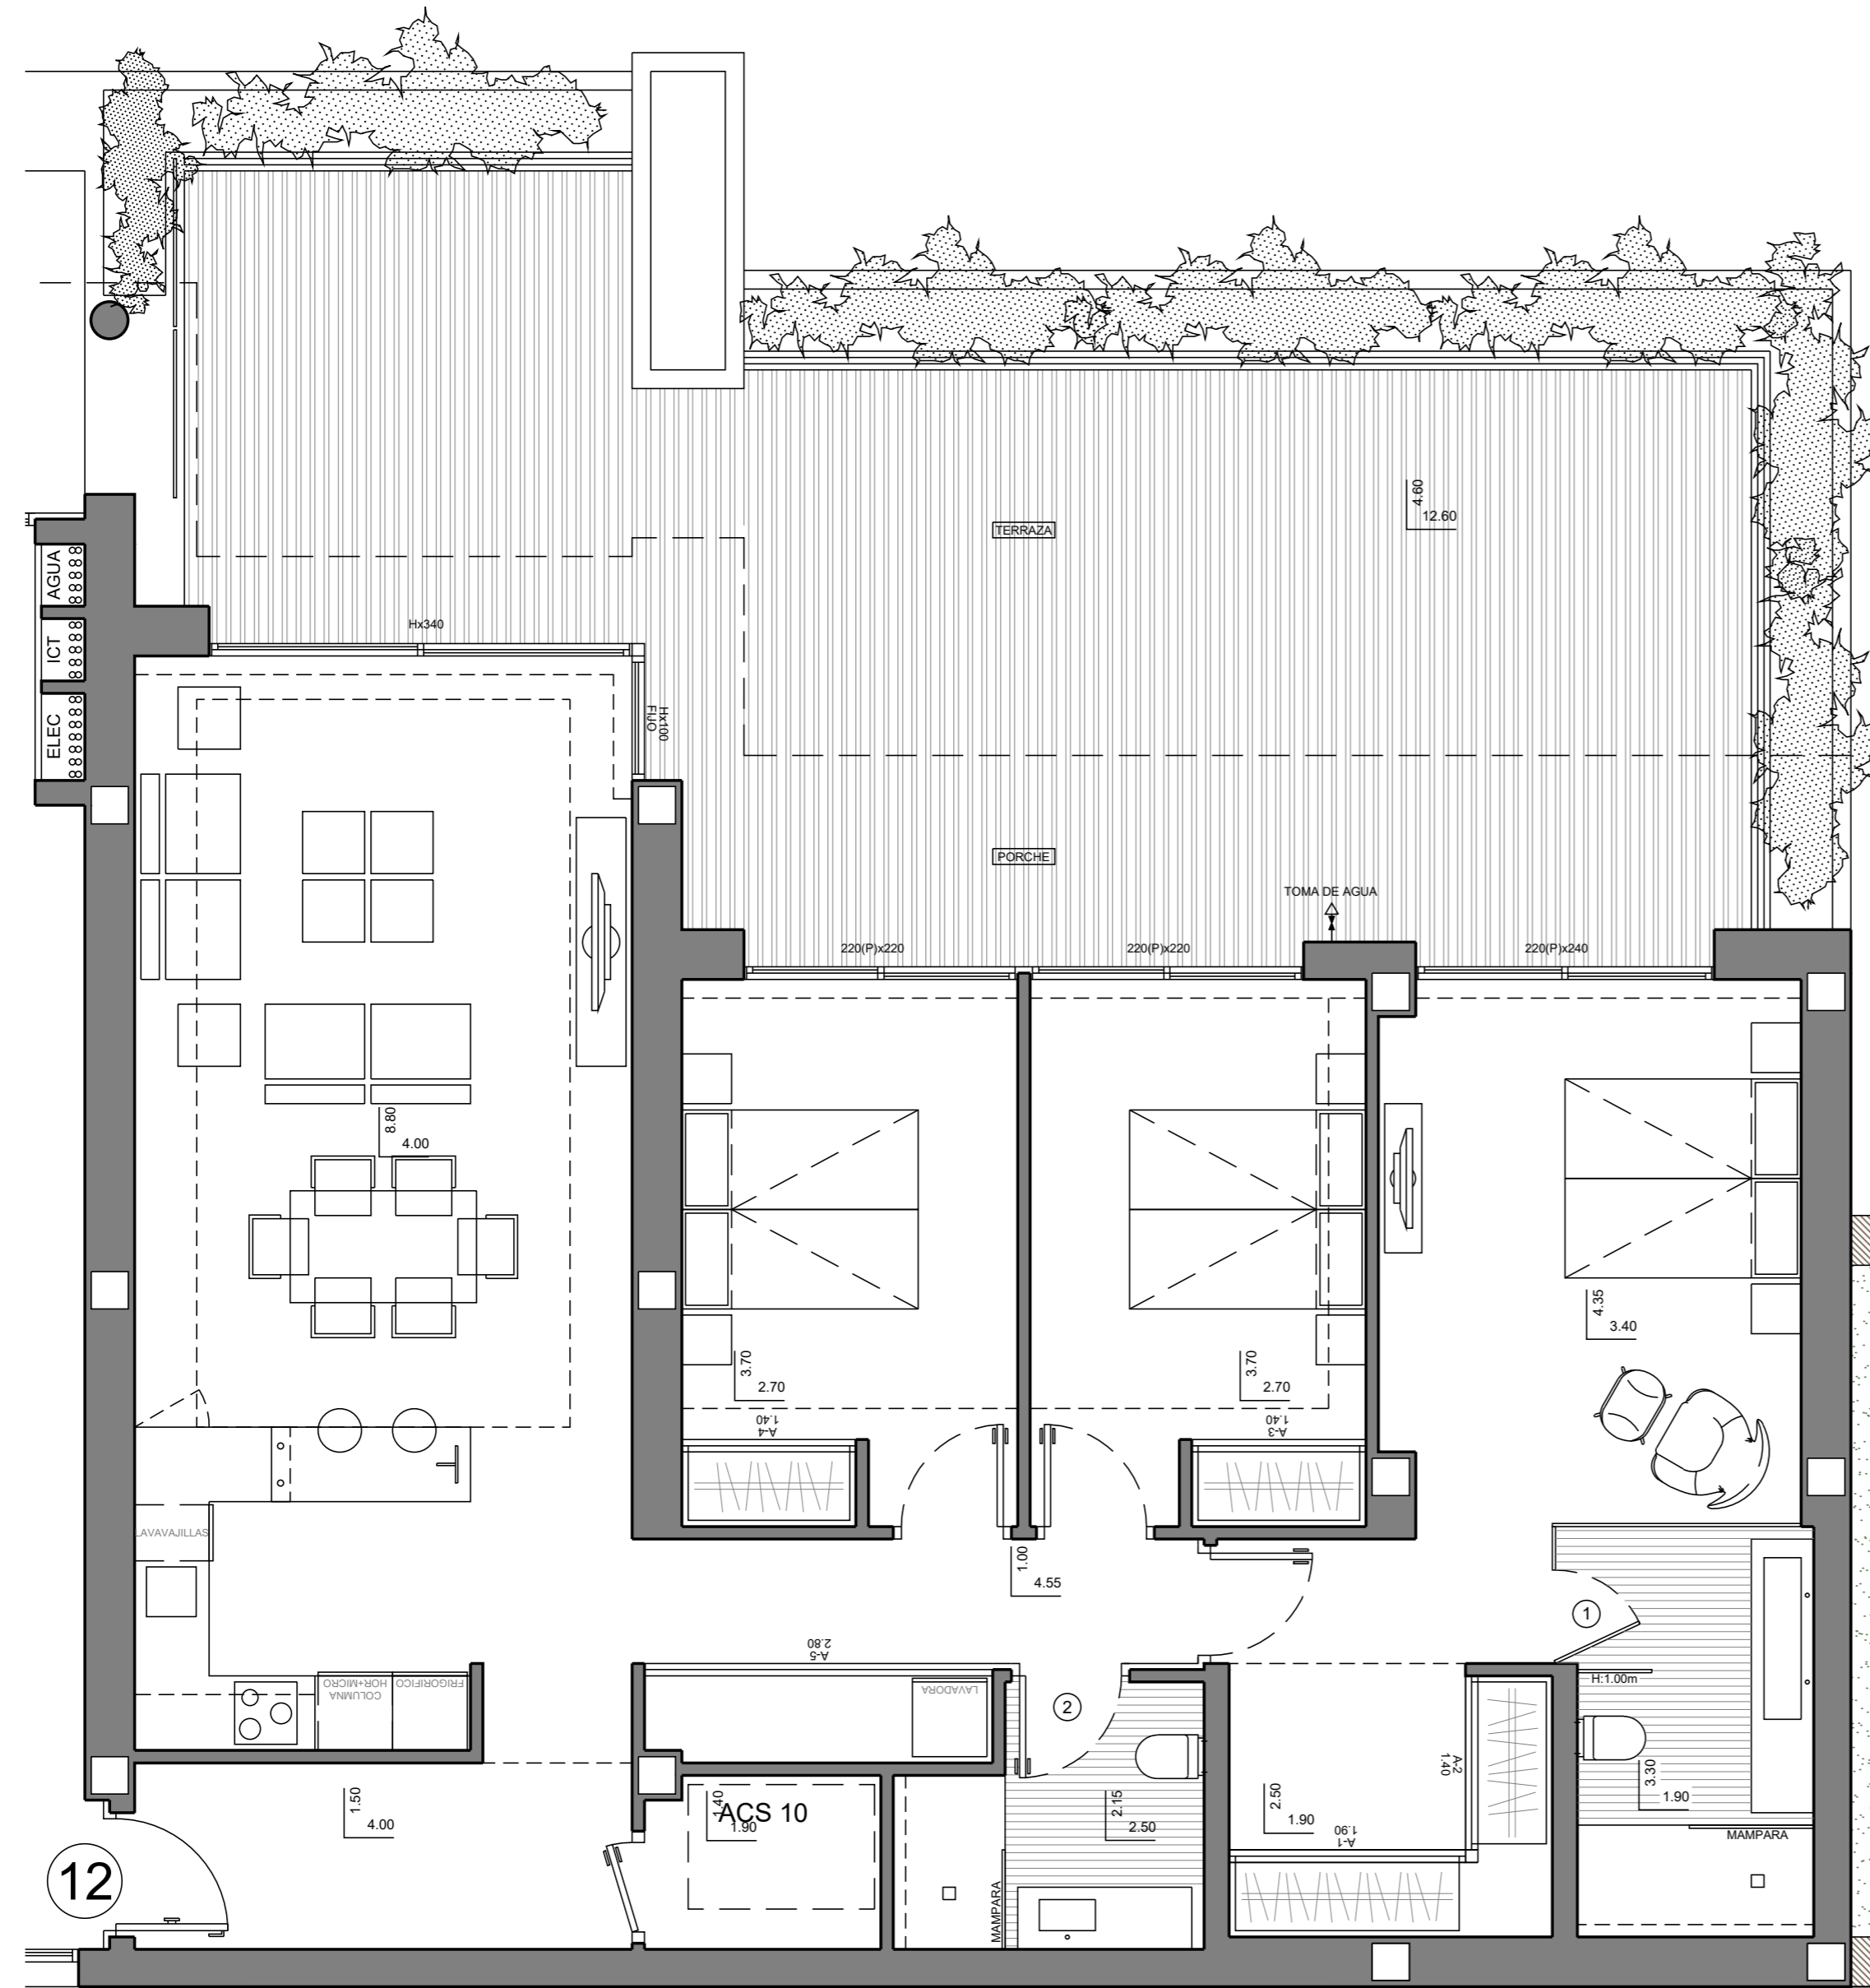 4.60
12.60
TERRAZA
AGUA
ICT
ELEC
Hx340
Hx100
FIJO
PORCHE
TOMA DE AGUA
220(P)x220
220(P)x220
220(P)x240
8.80
4.00
4.35
3.40
3.70
2.70
3.70
2.70
A-4
1.40
A-3
1.40
LAVAVAJILLAS
1.00
4.55
1
A-5
2.80
COLUMNA
HOR+MICRO
FRIGORIFICO
LAVADORA
2
H:1.00m
A-2
1.40
3.30
1.90
1.50
4.00
1.40
1.90
ACS 10
2.15
2.50
2.50
1.90
A-1
1.90
MAMPARA
12
MAMPARA